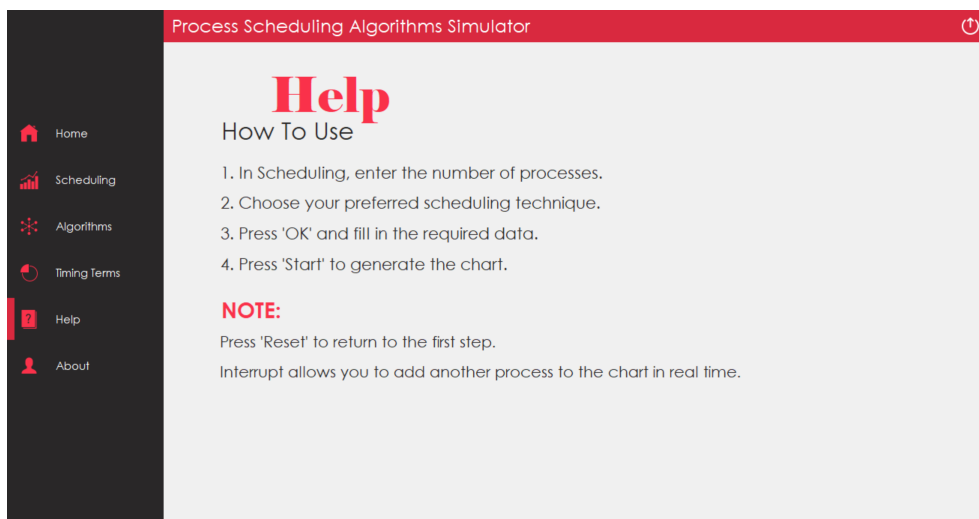 Process Scheduling Algorithms Simulator
Home
Scheduling
Algorithms
Timing Terms
Help
About
Help
How To Use
1. In Scheduling, enter the number of processes.
2. Choose your preferred scheduling technique.
3. Press 'OK' and fill in the required data.
4. Press 'Start' to generate the chart.
NOTE:
Press 'Reset' to return to the first step.
Interrupt allows you to add another process to the chart in real time.